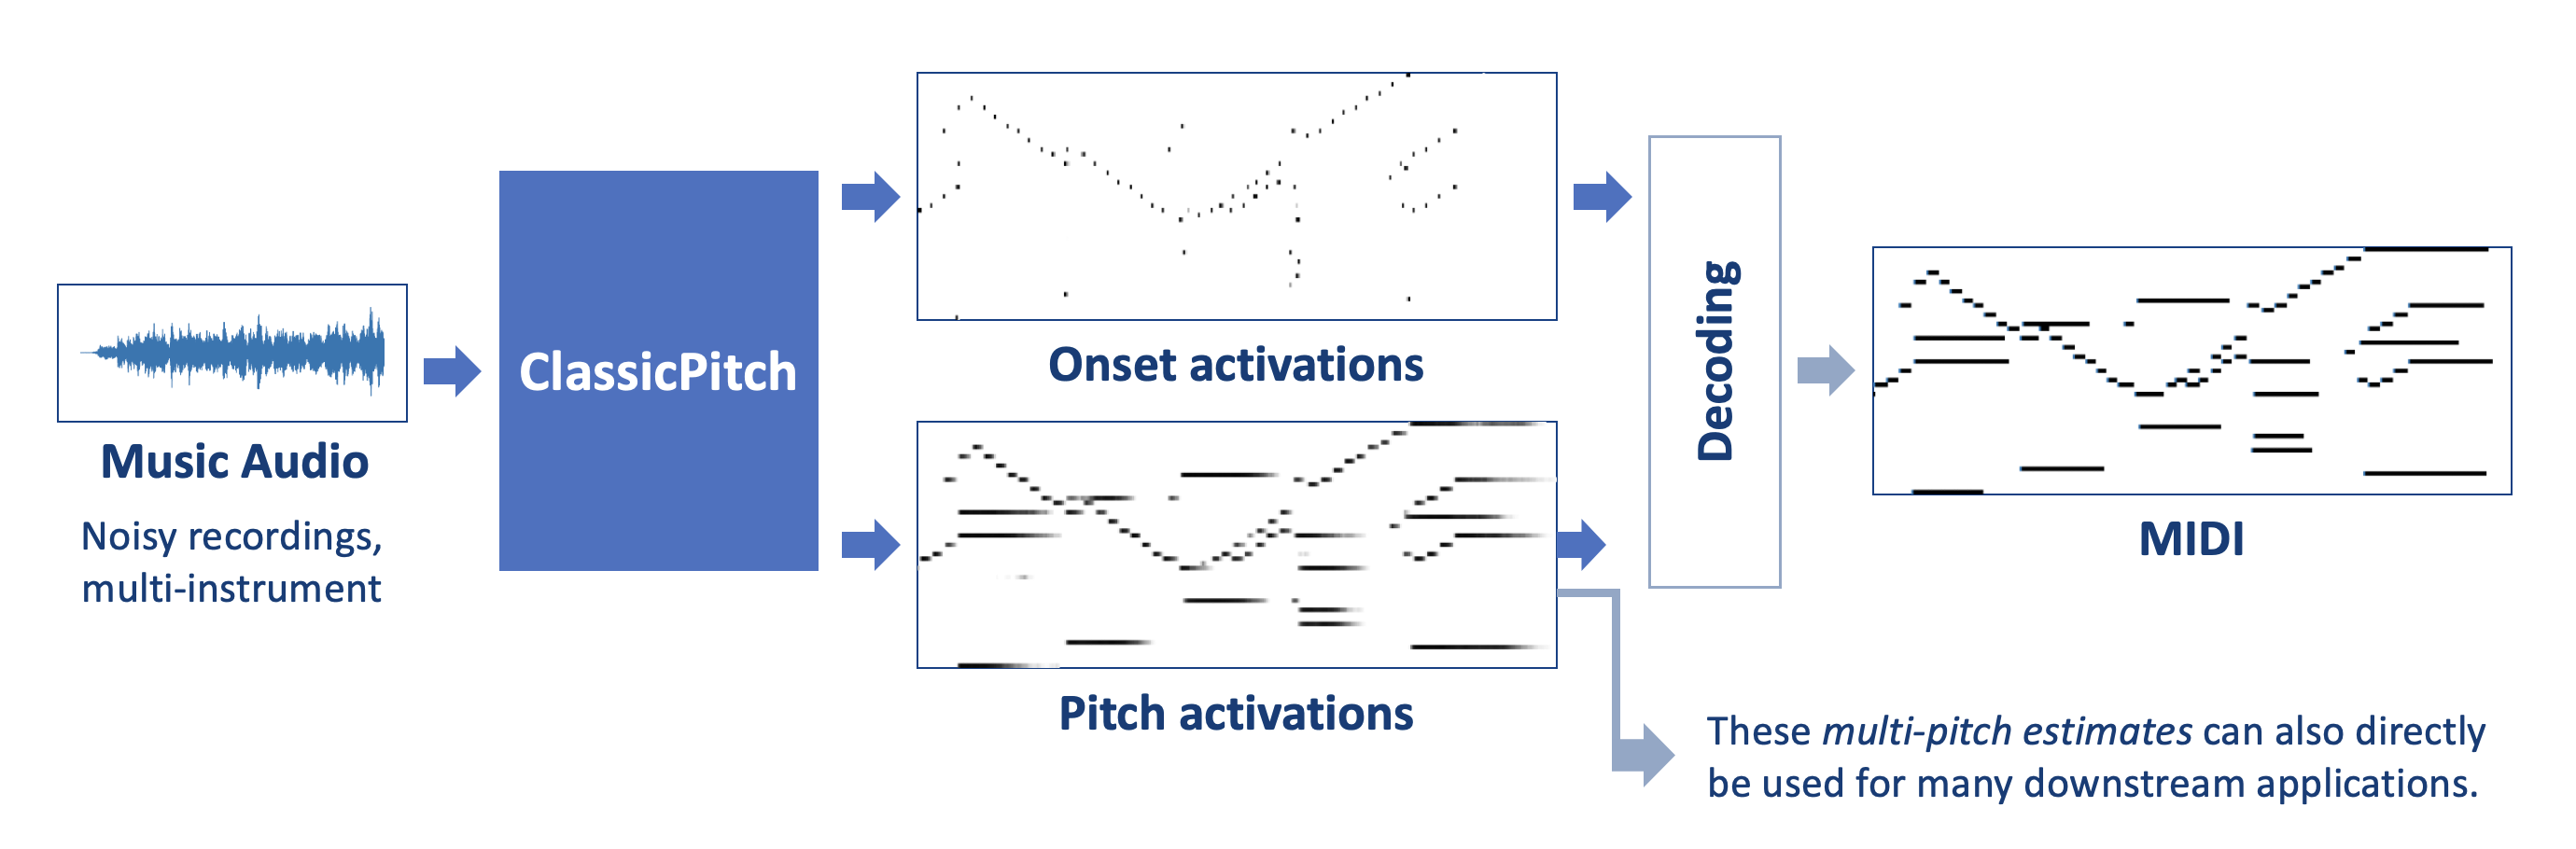 Music Audio
Noisy recordings,
multi-instrument
ClassicPitch
Onset activations
Pitch activations
Decoding
MIDI
These multi-pitch estimates can also directly
be used for many downstream applications.